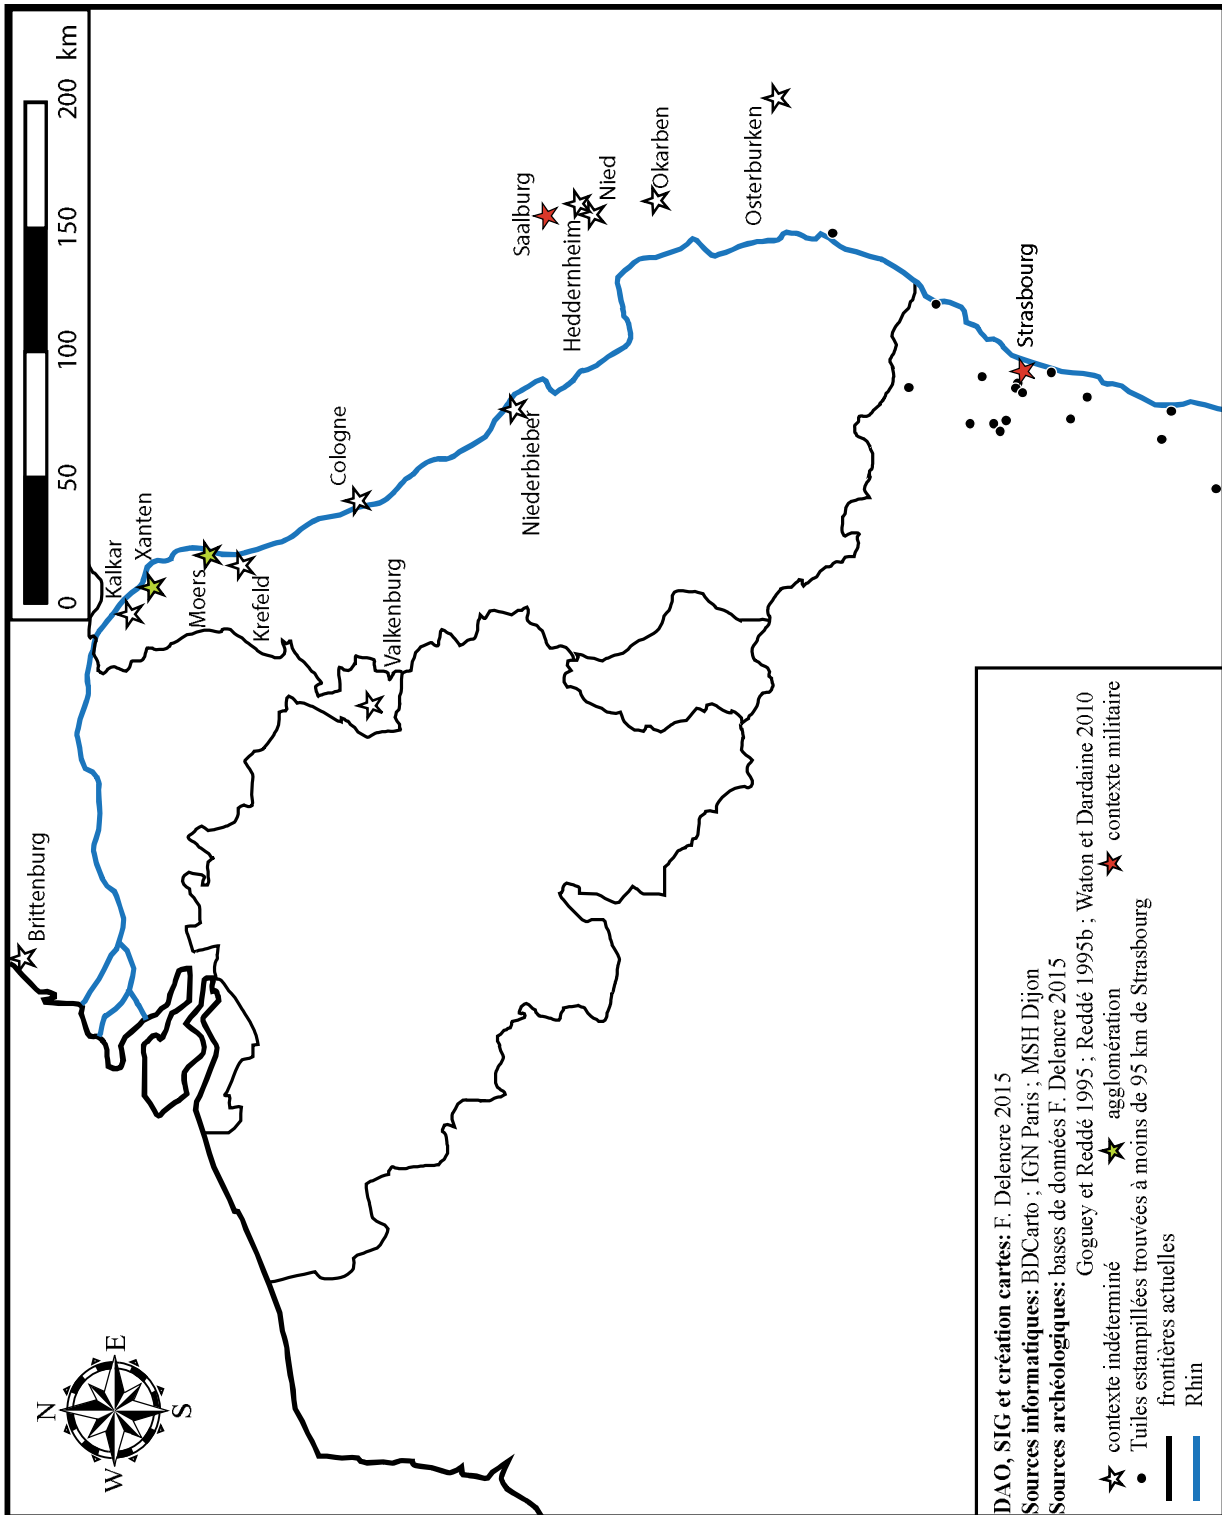 N
W
E
S
0 50 100 150 200 km
Brittenburg
Kalkar
Xanten
Moers
Krefeld
Valkenburg
Cologne
Niederbieber
Saalburg
Heddernheim
Nied
Okarben
Osterburken
Strasbourg
DAO, SIG et création cartes: F. Delencre 2015
Sources informatiques: BDCarto ; IGN Paris ; MSH Dijon
Sources archéologiques: bases de données F. Delencre 2015
Goguey et Reddé 1995 ; Reddé 1995b ; Waton et Dardaine 2010
contexte indéterminé agglomération contexte militaire
Tuiles estampillées trouvées à moins de 95 km de Strasbourg
frontières actuelles
Rhin